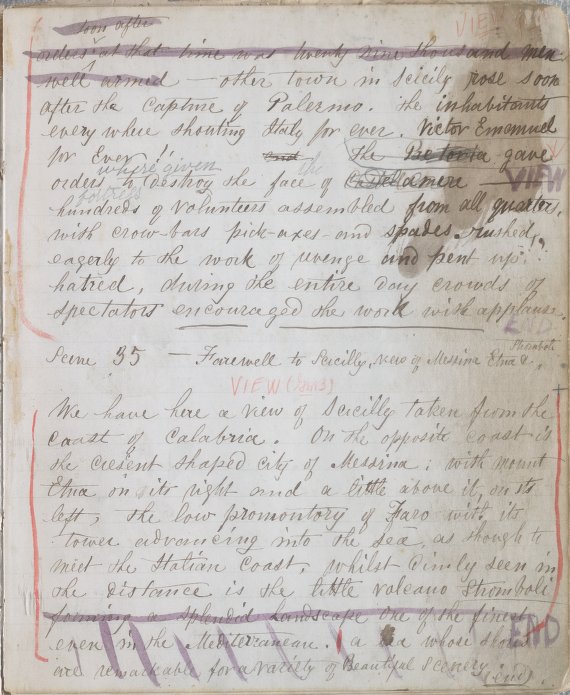 soon after
VIEW
orders at that time was twenty nine thousand men
well armed — other town in Scicily rose soon
after the capture of Palermo. The inhabitants
every where shouting Italy for ever. Victor Emanuel
for Ever!! The gave
where given
orders to destroy the face of the VIEW
hundreds of volunteers assembled from all quarters,
with crow-bars pick-axes and spades rushed,
eagerly to the work of revenge and pent up
hatred, during the entire day crowds of
spectators encouraged the work with applause.
END
Scene 35 — Farewell to Scicilly, view of Messina Etna &
Stromboli
VIEW
We have here a view of Scicilly taken from the
coast of Calabria. On the opposite coast is
the cresent shaped city of Messina: with mount
Etna on its right and a little above it, on its
left, the low promontory of Faro with its
tower advancing into the sea, as though to
meet the Italian Coast, whilst Dimly seen in
the distance is the little volcano Stromboli
forming a splendid Landscape one of the finest
even in the Mediterranean. a sea whose shores
END
are remarkable for a variety of Beautiful Scenery (end)